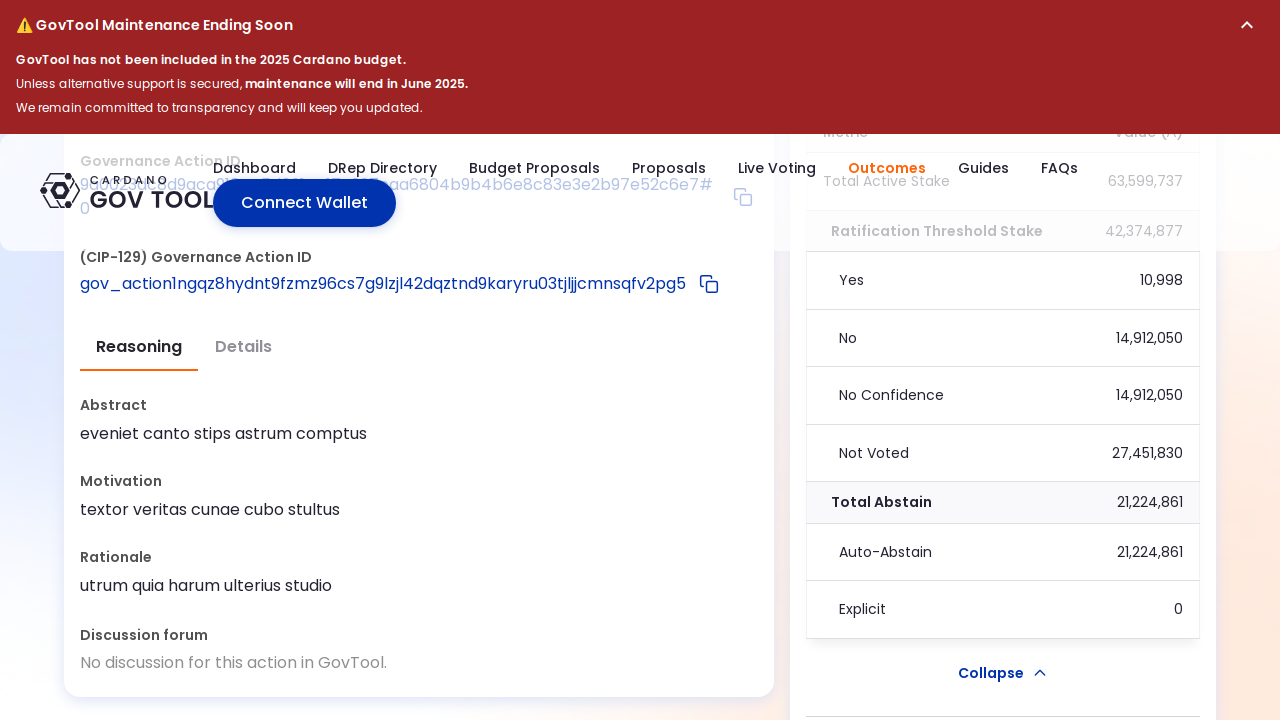 ⚠️ GovTool Maintenance Ending Soon
GovTool has not been included in the 2025 Cardano budget.
Unless alternative support is secured, maintenance will end in June 2025.
We remain committed to transparency and will keep you updated.
CARDANO
GOV TOOL
Dashboard
DRep Directory
Budget Proposals
Proposals
Live Voting
Outcomes
Guides
FAQs
Connect Wallet
Governance Action ID
#
0
(CIP-129) Governance Action ID
gov_action1ngqz8hydnt9fzmz96cs7g9lzjl42dqztnd9karyru03tjljjcmnsqfv2pg5
Reasoning
Details
Abstract
eveniet canto stips astrum comptus
Motivation
textor veritas cunae cubo stultus
Rationale
utrum quia harum ulterius studio
Discussion forum
No discussion for this action in GovTool.
Metric
Value (₳)
Total Active Stake
63,599,737
Ratification Threshold Stake
42,374,877
Yes
10,998
No
14,912,050
No Confidence
14,912,050
Not Voted
27,451,830
Total Abstain
21,224,861
Auto-Abstain
21,224,861
Explicit
0
Collapse